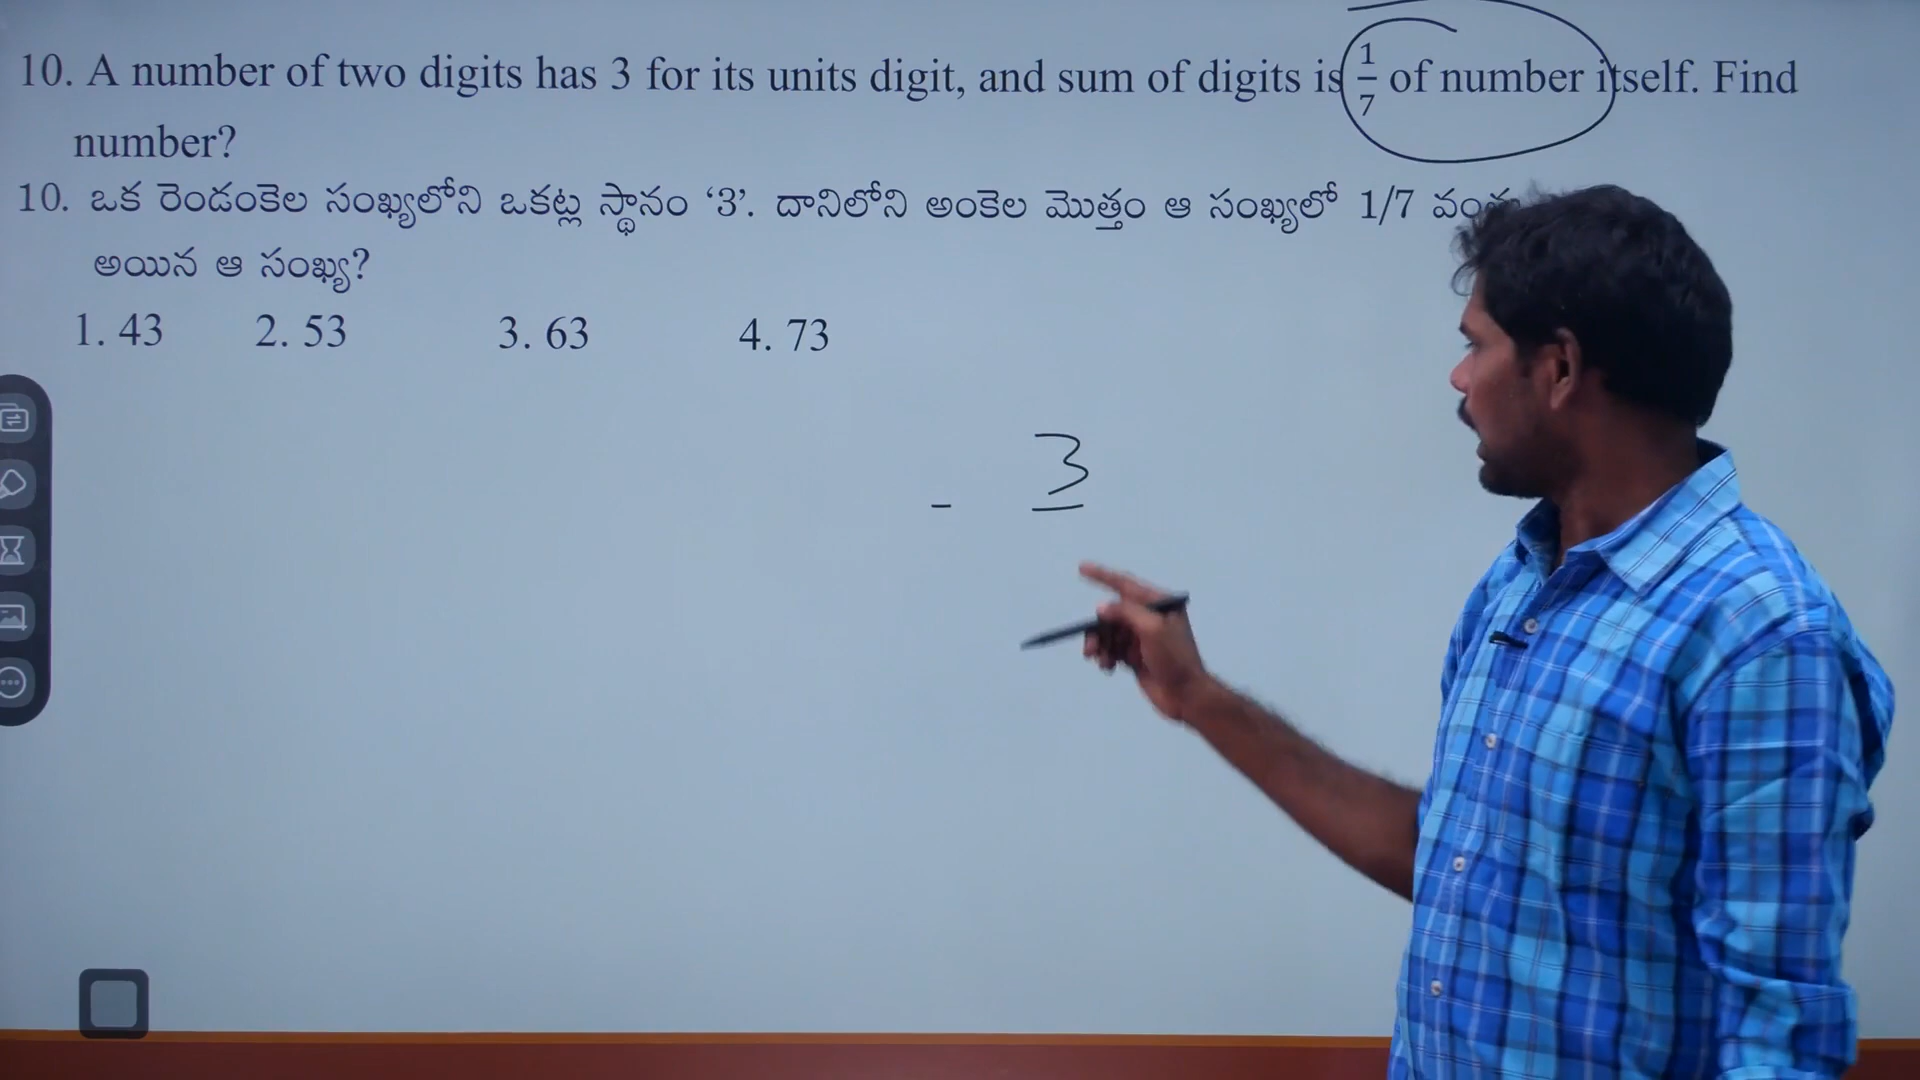 10. A number of two digits has 3 for its units digit, and sum of digits is 1/7 of number itself. Find
number?
10. ఒక రెండంకెల సంఖ్యలోని ఒకట్ల స్థానం ‘3’. దానిలోని అంకెల మొత్తం ఆ సంఖ్యలో 1/7
అయిన ఆ సంఖ్య?
1. 43 2. 53 3. 63 4. 73
- 3